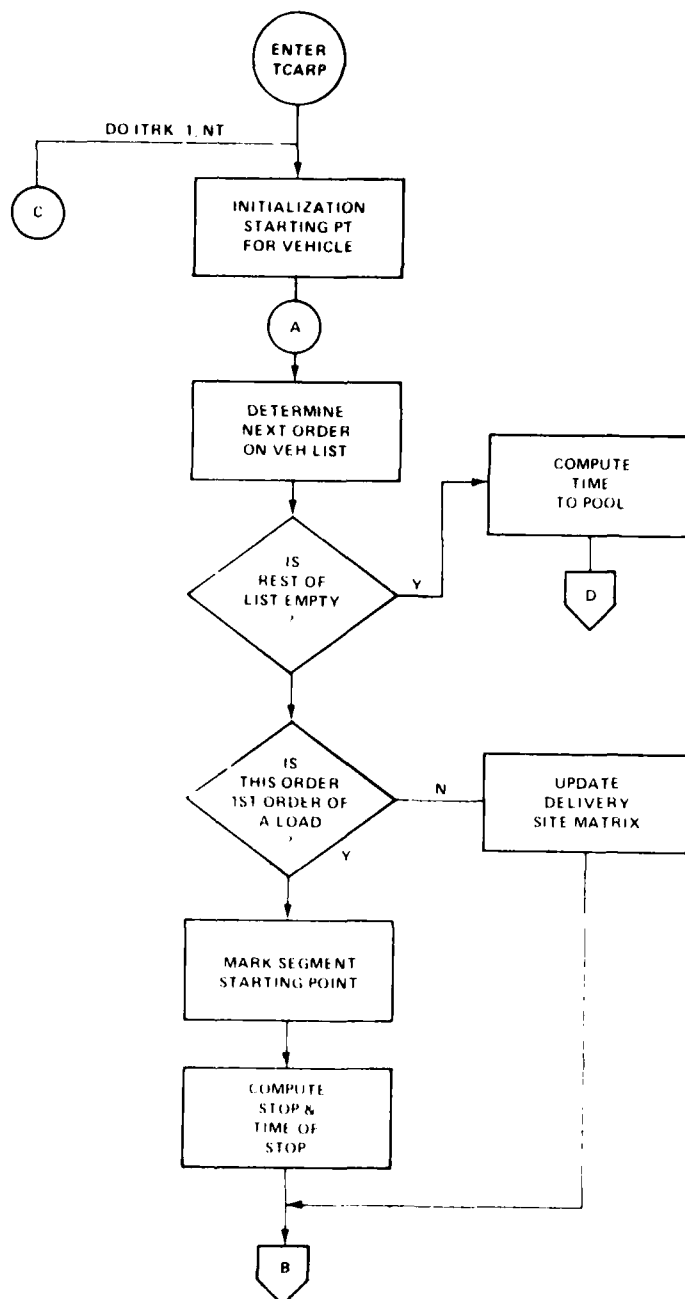 ENTER
TCARP
DO ITRK 1, NT
C
INITIALIZATION
STARTING PT
FOR VEHICLE
A
DETERMINE
NEXT ORDER
ON VEH LIST
COMPUTE
TIME
TO POOL
D
IS
REST OF
LIST EMPTY
?
Y
IS
THIS ORDER
1ST ORDER OF
A LOAD
?
Y
N
UPDATE
DELIVERY
SITE MATRIX
MARK SEGMENT
STARTING POINT
COMPUTE
STOP &
TIME OF
STOP
B